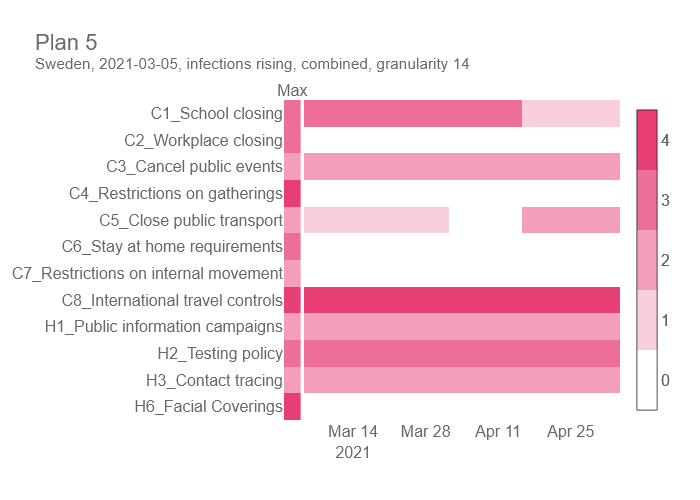 Plan 5
Sweden, 2021-03-05, infections rising, combined, granularity 14
Max
C1_School closing
C2_Workplace closing
C3_Cancel public events
C4_Restrictions on gatherings
C5_Close public transport
C6_Stay at home requirements
C7_Restrictions on internal movement
C8_International travel controls
H1_Public information campaigns
H2_Testing policy
H3_Contact tracing
H6_Facial Coverings
4
3
2
1
0
Mar 14 Mar 28 Apr 11 Apr 25
2021